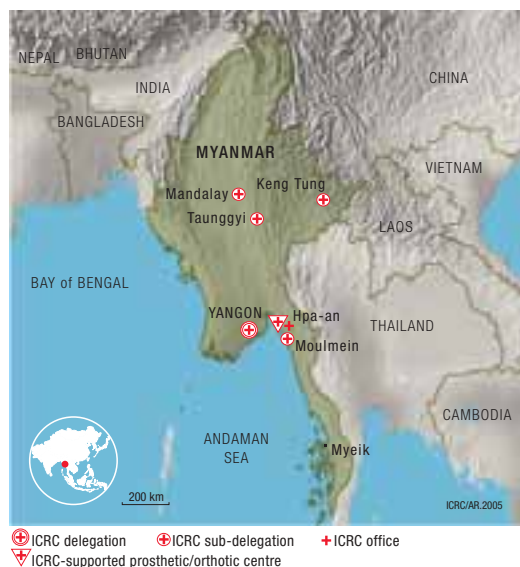 NEPAL
BHUTAN
CHINA
INDIA
BANGLADESH
MYANMAR
VIETNAM
Keng Tung
Mandalay
Taunggyi
LAOS
BAY of BENGAL
YANGON
Hpa-an
THAILAND
Moulmein
CAMBODIA
ANDAMAN
SEA
Myeik
200 km
ICRC/AR.2005
ICRC delegation ICRC sub-delegation ICRC office
ICRC-supported prosthetic/orthotic centre